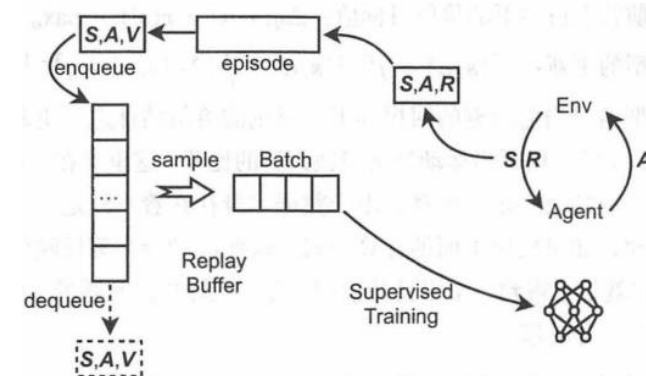 S,A,V
episode
enqueue
S,A,R
Env
sample
Batch
S
R
A
...
Agent
Replay
Buffer
dequeue
Supervised
Training
S,A,V